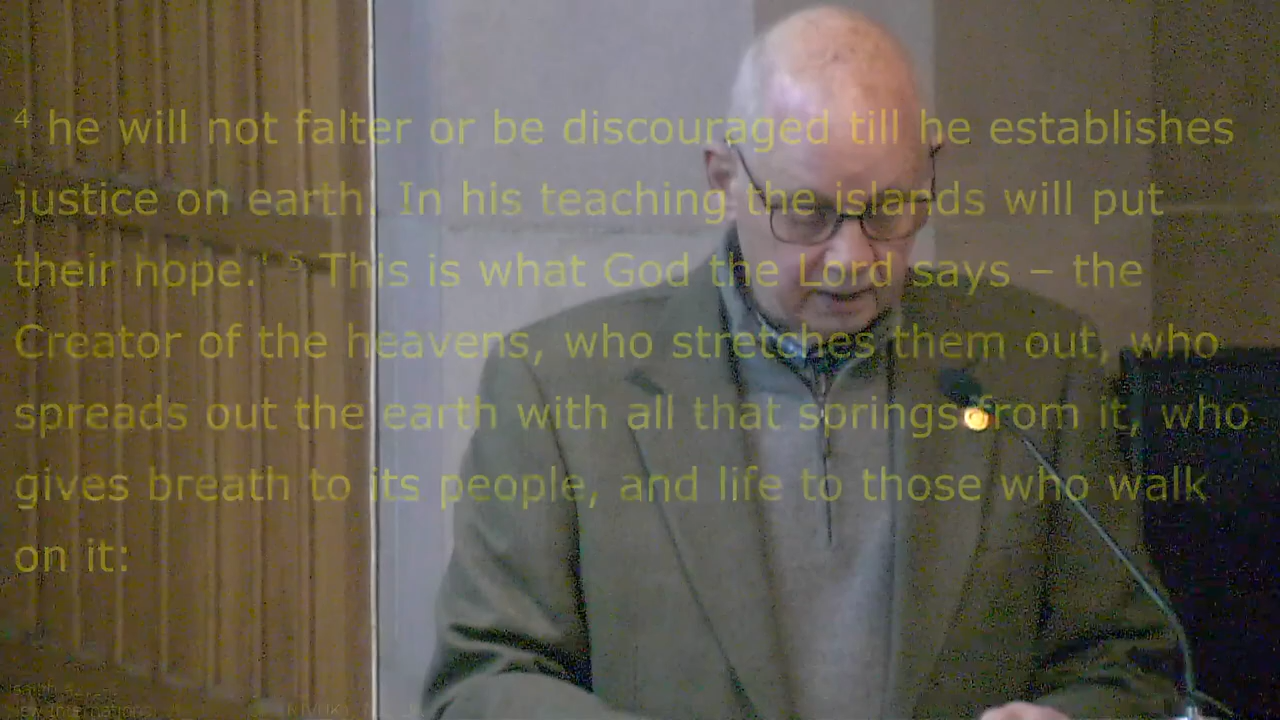 4 he will not falter or be discouraged till he establishes
justice on earth. In his teaching the islands will put
their hope.’ 5 This is what God the Lord says – the
Creator of the heavens, who stretches them out, who
spreads out the earth with all that springs from it, who
gives breath to its people, and life to those who walk
on it:
New International